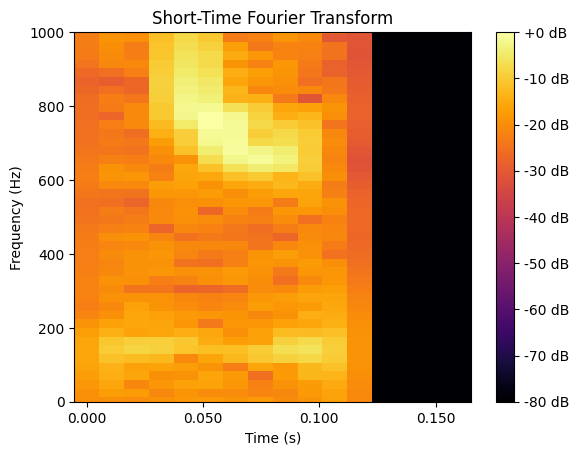 Short-Time Fourier Transform
1000
800
600
400
200
0
Frequency (Hz)
0.000
0.050
0.100
0.150
Time (s)
+0 dB
-10 dB
-20 dB
-30 dB
-40 dB
-50 dB
-60 dB
-70 dB
-80 dB